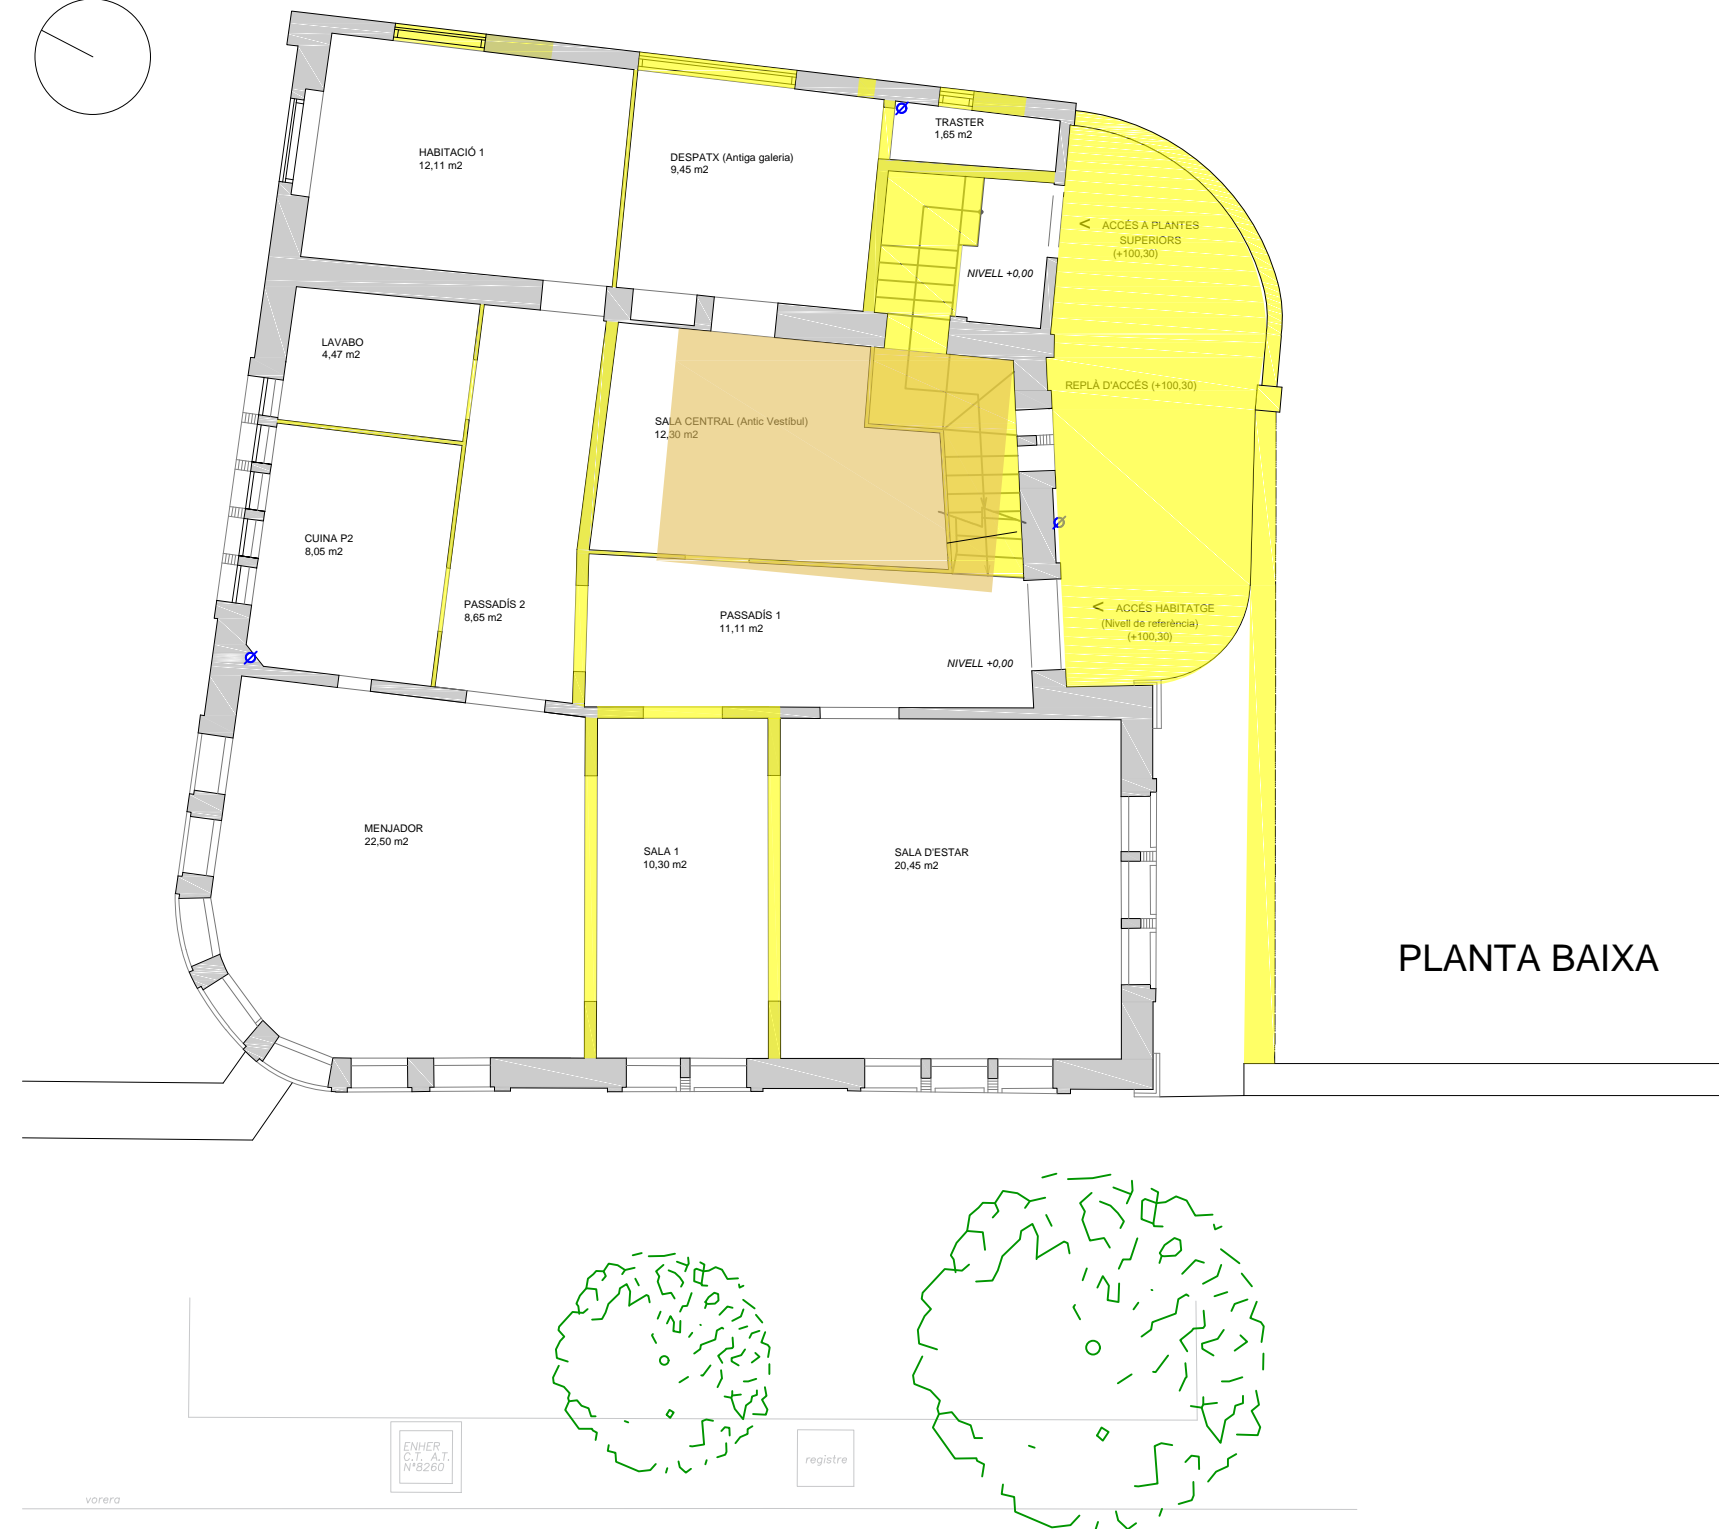 TRASTER
1,65 m2
HABITACIÓ 1
12,11 m2
DESPATX (Antiga galeria)
9,45 m2
< ACCÉS A PLANTES
SUPERIORS
(+100,30)
NIVELL +0,00
LAVABO
4,47 m2
REPLÀ D'ACCÉS (+100,30)
SALA CENTRAL (Antic Vestíbul)
12,30 m2
CUINA P2
8,05 m2
PASSADÍS 2
8,65 m2
PASSADÍS 1
11,11 m2
< ACCÉS HABITATGE
(Nivell de referència)
(+100,30)
NIVELL +0,00
MENJADOR
22,50 m2
SALA 1
10,30 m2
SALA D'ESTAR
20,45 m2
PLANTA BAIXA
ENHER
C.T. A.T.
Nº8260
registre
vorera